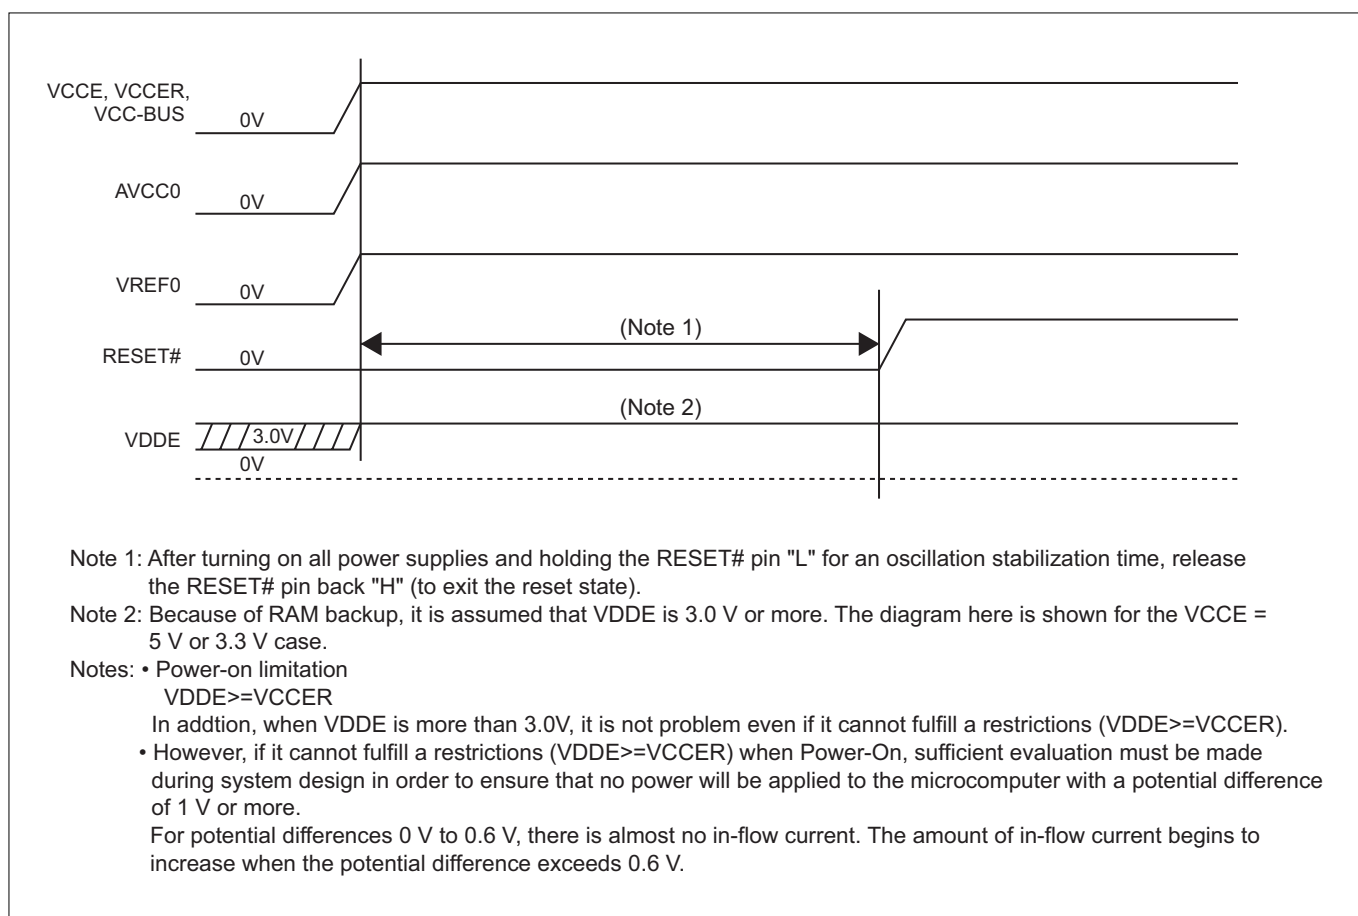 VCCE, VCCER,
VCC-BUS
0V
AVCC0
0V
VREF0
0V
(Note 1)
RESET#
0V
(Note 2)
VDDE
3.0V
0V
Note 1: After turning on all power supplies and holding the RESET# pin "L" for an oscillation stabilization time, release
the RESET# pin back "H" (to exit the reset state).
Note 2: Because of RAM backup, it is assumed that VDDE is 3.0 V or more. The diagram here is shown for the VCCE =
5 V or 3.3 V case.
Notes: • Power-on limitation
VDDE>=VCCER
In addtion, when VDDE is more than 3.0V, it is not problem even if it cannot fulfill a restrictions (VDDE>=VCCER).
• However, if it cannot fulfill a restrictions (VDDE>=VCCER) when Power-On, sufficient evaluation must be made
during system design in order to ensure that no power will be applied to the microcomputer with a potential difference
of 1 V or more.
For potential differences 0 V to 0.6 V, there is almost no in-flow current. The amount of in-flow current begins to
increase when the potential difference exceeds 0.6 V.